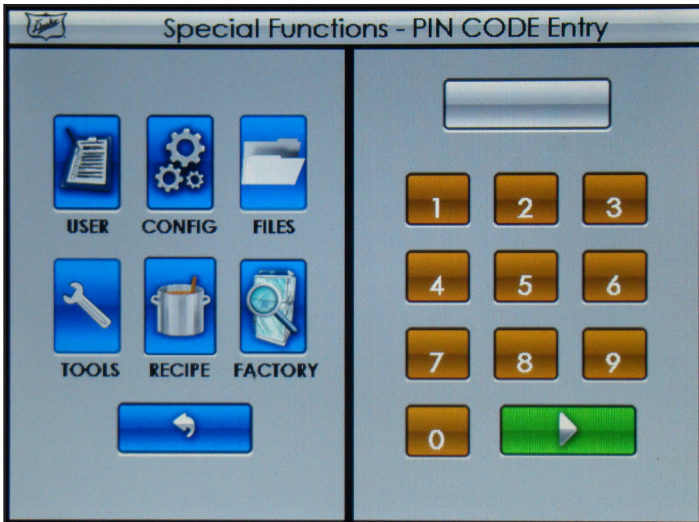 Special Functions - PIN CODE Entry
USER CONFIG FILES
TOOLS RECIPE FACTORY
1 2 3
4 5 6
7 8 9
0